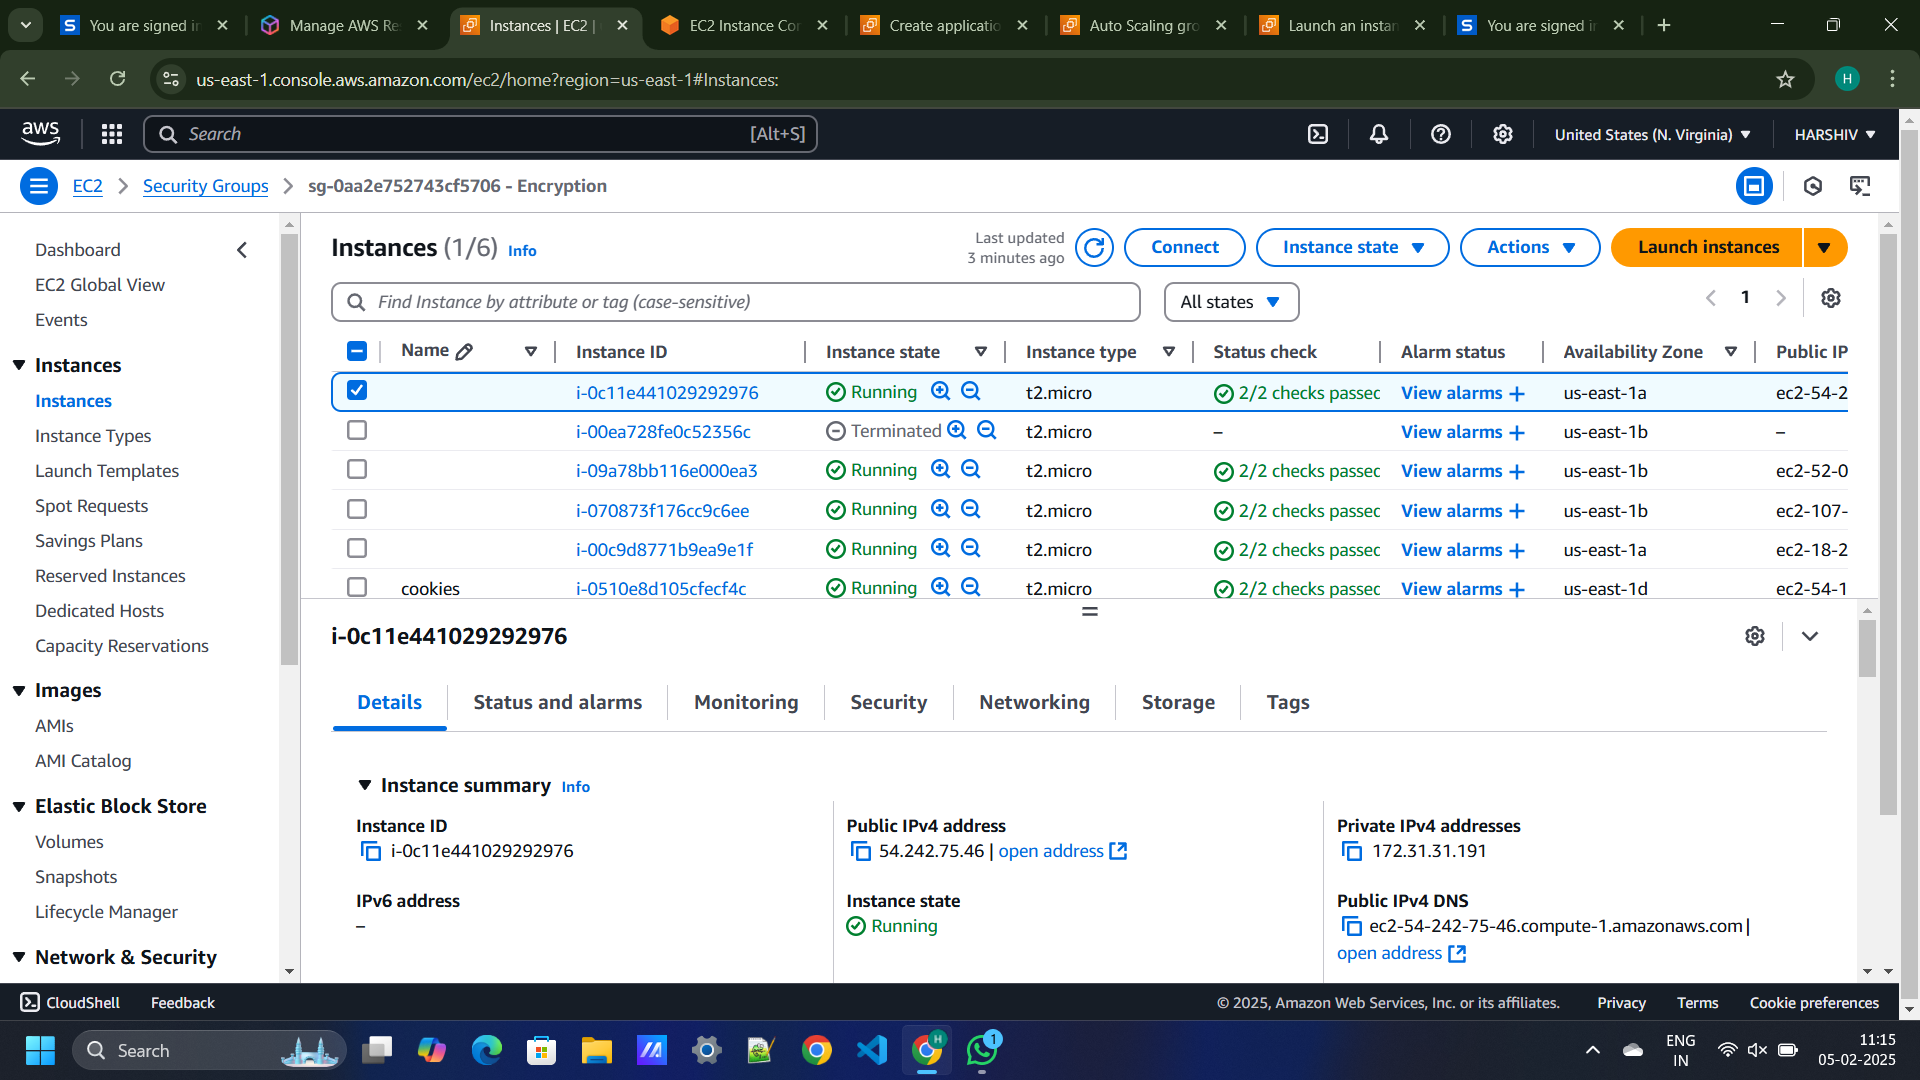 You are signed in
Manage AWS Re
Instances | EC2 |
EC2 Instance Con
Create applicatio
Auto Scaling gro
Launch an instan
You are signed in
us-east-1.console.aws.amazon.com/ec2/home?region=us-east-1#Instances:
H
aws
Search
[Alt+S]
United States (N. Virginia)
HARSHIV
EC2
Security Groups
sg-0aa2e752743cf5706 - Encryption
Dashboard
EC2 Global View
Events
Instances
Instances
Instance Types
Launch Templates
Spot Requests
Savings Plans
Reserved Instances
Dedicated Hosts
Capacity Reservations
Images
AMIs
AMI Catalog
Elastic Block Store
Volumes
Snapshots
Lifecycle Manager
Network & Security
Instances (1/6) Info
Last updated
3 minutes ago
Connect
Instance state
Actions
Launch instances
Find Instance by attribute or tag (case-sensitive)
All states
1
Name Instance ID Instance state Instance type Status check Alarm status Availability Zone Public IP
i-0c11e441029292976 Running t2.micro 2/2 checks passed View alarms + us-east-1a ec2-54-2
i-00ea728fe0c52356c Terminated t2.micro – View alarms + us-east-1b –
i-09a78bb116e000ea3 Running t2.micro 2/2 checks passed View alarms + us-east-1b ec2-52-0
i-070873f176cc9c6ee Running t2.micro 2/2 checks passed View alarms + us-east-1b ec2-107-
i-00c9d8771b9ea9e1f Running t2.micro 2/2 checks passed View alarms + us-east-1a ec2-18-2
cookies i-0510e8d105cfecf4c Running t2.micro 2/2 checks passed View alarms + us-east-1d ec2-54-1
i-0c11e441029292976
Details
Status and alarms
Monitoring
Security
Networking
Storage
Tags
Instance summary Info
Instance ID
i-0c11e441029292976
Public IPv4 address
54.242.75.46 | open address
Private IPv4 addresses
172.31.31.191
IPv6 address
–
Instance state
Running
Public IPv4 DNS
ec2-54-242-75-46.compute-1.amazonaws.com |
open address
CloudShell
Feedback
© 2025, Amazon Web Services, Inc. or its affiliates.
Privacy
Terms
Cookie preferences
Search
H
1
ENG
IN
11:15
05-02-2025